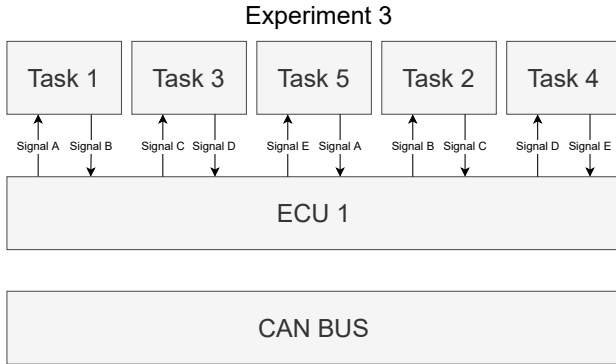 Experiment 3
Task 1 Task 3 Task 5 Task 2 Task 4
Signal A Signal B Signal C Signal D Signal E Signal A Signal B Signal C Signal D Signal E
ECU 1
CAN BUS